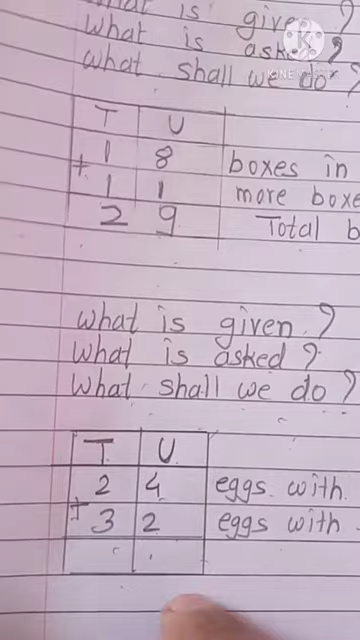 What is given ?
What is asked ?
what shall we do ?
T U
1 8 boxes in
+ 1 1 more boxe
2 9 Total b
What is given ?
What is asked ?
What shall we do ?
T U
2 4 eggs with
+ 3 2 eggs with